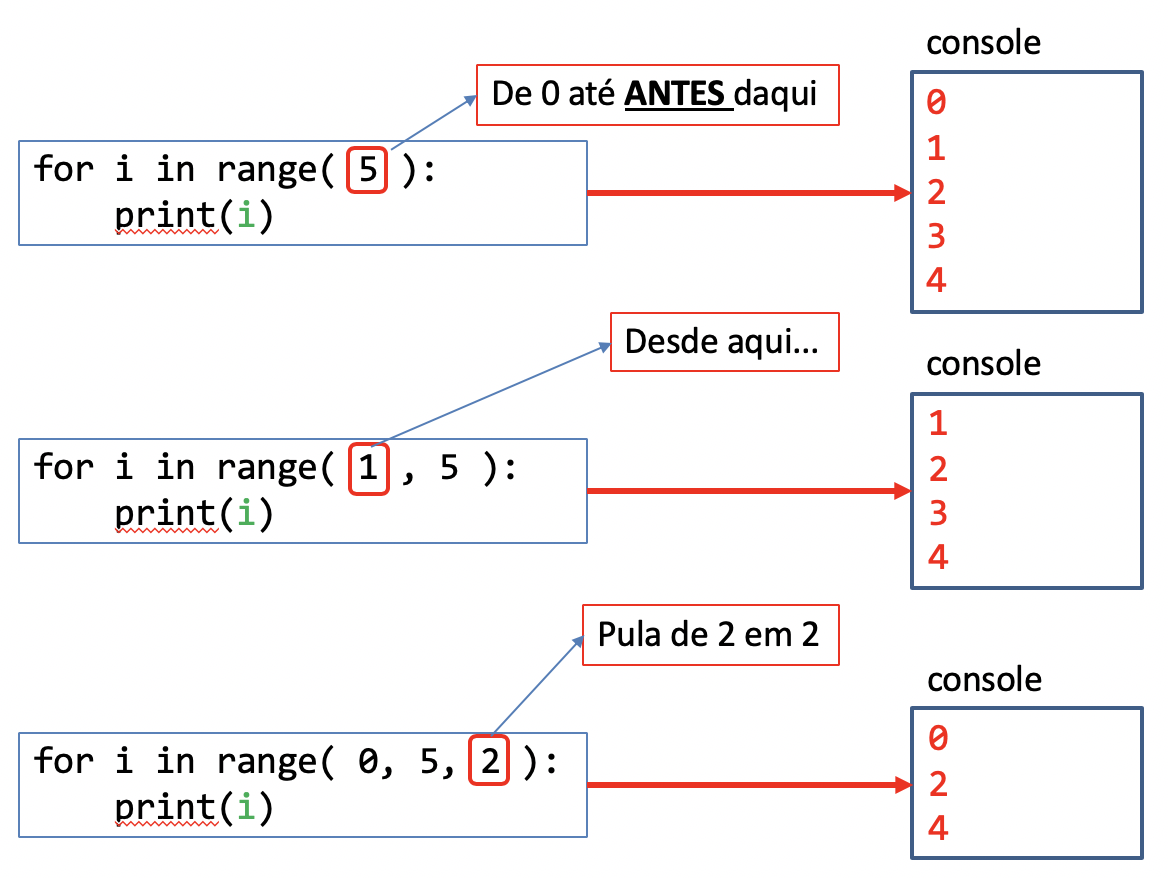 De 0 até ANTES daqui
for i in range( 5 ):
print(i)
console
0
1
2
3
4
Desde aqui...
for i in range( 1 , 5 ):
print(i)
console
1
2
3
4
Pula de 2 em 2
for i in range( 0, 5, 2 ):
print(i)
console
0
2
4